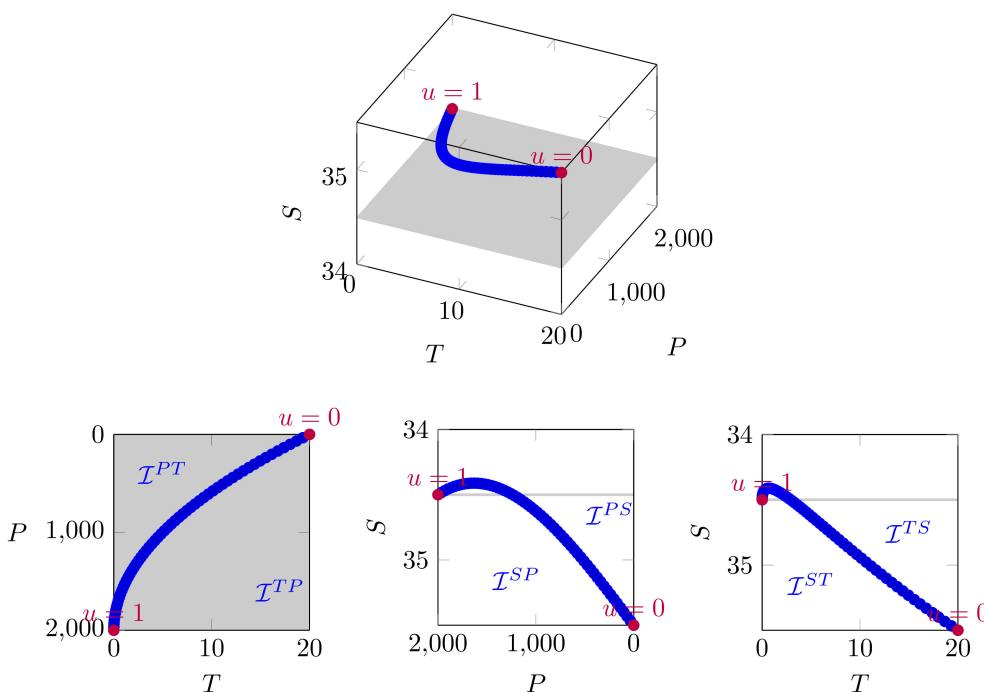 u = 1
u = 0
35
34
S
0
10
20
T
0
1,000
2,000
P
u = 0
0
1,000
2,000
P
I^{PT}
I^{TP}
u = 1
0
10
20
T
34
35
S
u = 1
I^{PS}
I^{SP}
u = 0
2,000
1,000
0
P
34
35
S
u = 1
I^{TS}
I^{ST}
u = 0
0
10
20
T